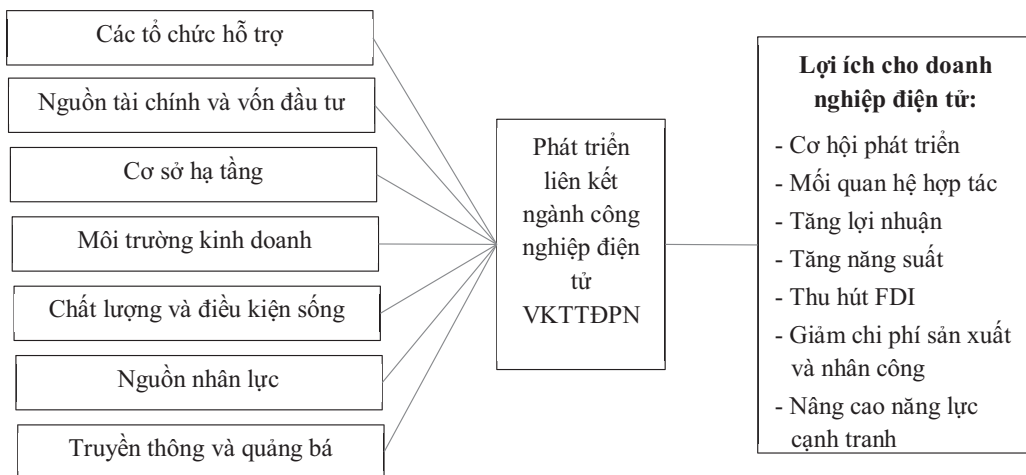 Các tổ chức hỗ trợ
Nguồn tài chính và vốn đầu tư
Cơ sở hạ tầng
Môi trường kinh doanh
Chất lượng và điều kiện sống
Nguồn nhân lực
Truyền thông và quảng bá
Phát triển
liên kết
ngành công
nghiệp điện
tử
VKTTĐPN
Lợi ích cho doanh
nghiệp điện tử:
- Cơ hội phát triển
- Mối quan hệ hợp tác
- Tăng lợi nhuận
- Tăng năng suất
- Thu hút FDI
- Giảm chi phí sản xuất
và nhân công
- Nâng cao năng lực
cạnh tranh